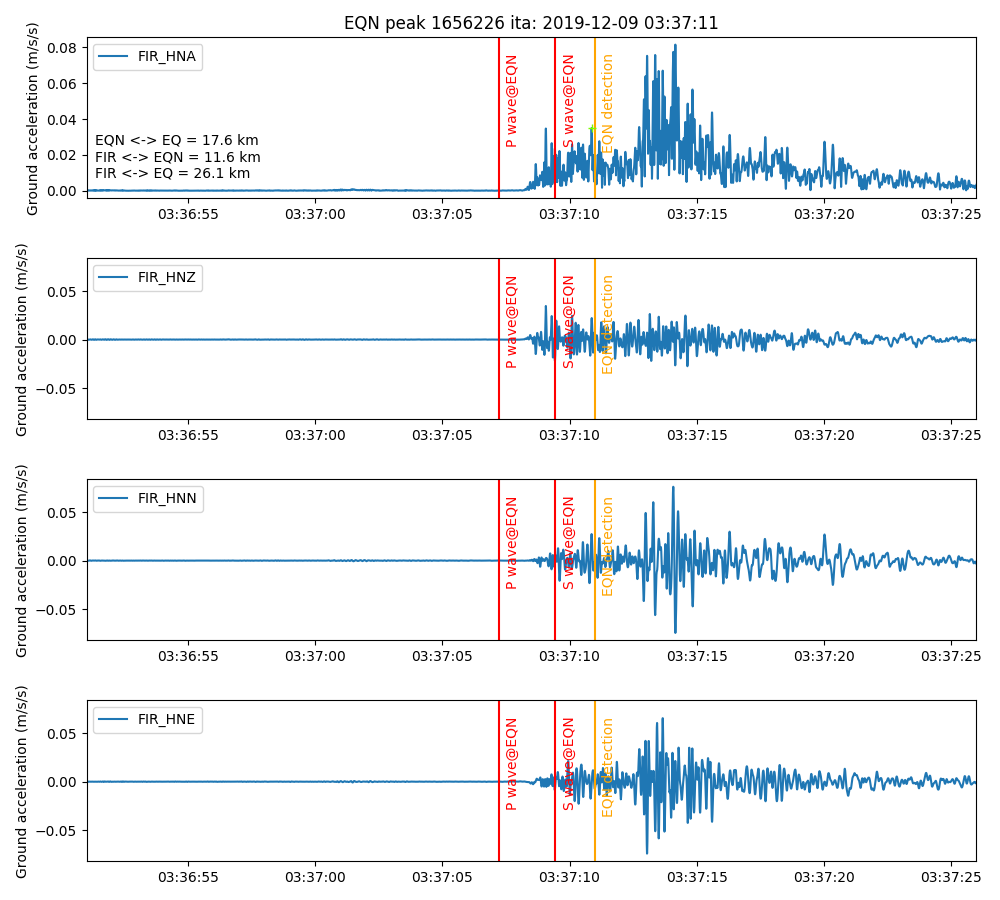 EQN peak 1656226 ita: 2019-12-09 03:37:11
Ground acceleration (m/s/s)
0.08
0.06
0.04
0.02
0.00
FIR_HNA
EQN <-> EQ = 17.6 km
FIR <-> EQN = 11.6 km
FIR <-> EQ = 26.1 km
P wave@EQN
S wave@EQN
EQN detection
03:36:55 03:37:00 03:37:05 03:37:10 03:37:15 03:37:20 03:37:25
Ground acceleration (m/s/s)
0.05
0.00
−0.05
FIR_HNZ
P wave@EQN
S wave@EQN
EQN detection
03:36:55 03:37:00 03:37:05 03:37:10 03:37:15 03:37:20 03:37:25
Ground acceleration (m/s/s)
0.05
0.00
−0.05
FIR_HNN
P wave@EQN
S wave@EQN
EQN detection
03:36:55 03:37:00 03:37:05 03:37:10 03:37:15 03:37:20 03:37:25
Ground acceleration (m/s/s)
0.05
0.00
−0.05
FIR_HNE
P wave@EQN
S wave@EQN
EQN detection
03:36:55 03:37:00 03:37:05 03:37:10 03:37:15 03:37:20 03:37:25